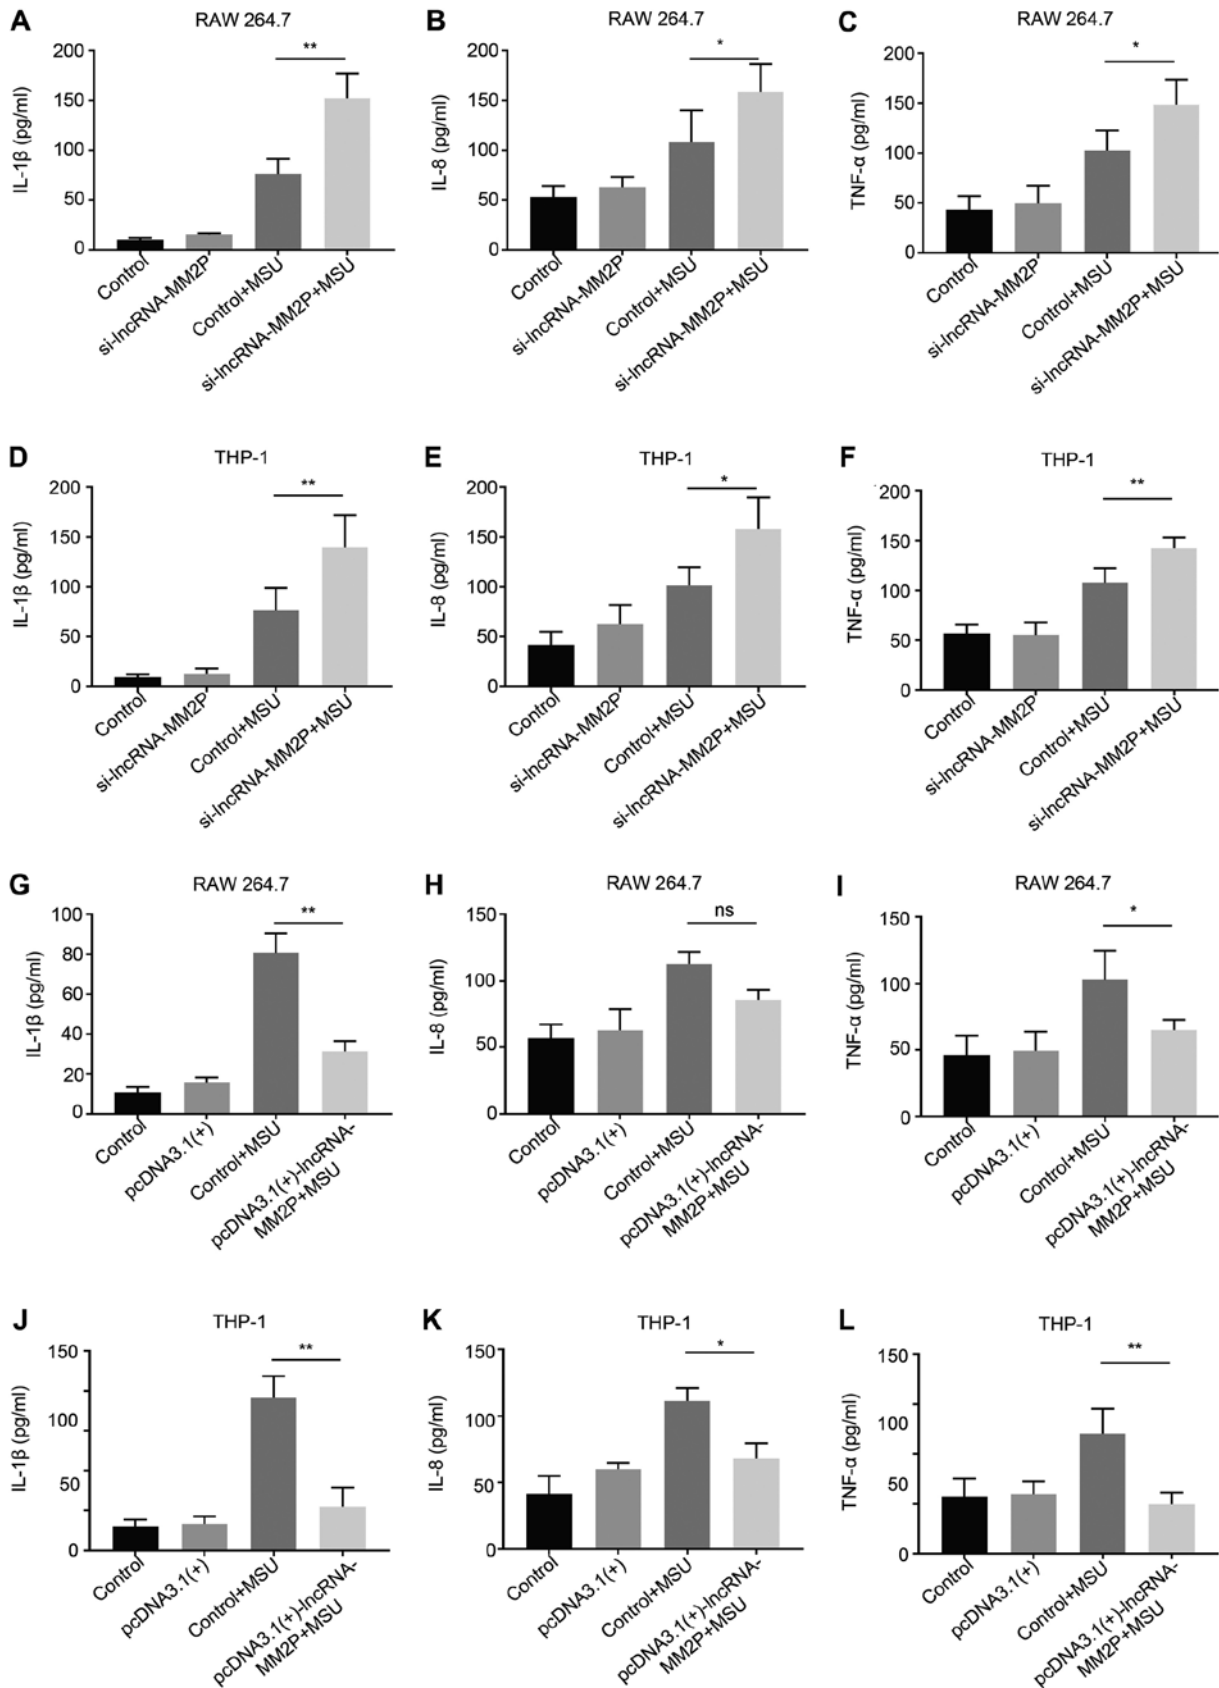 A
RAW 264.7
IL-1β (pg/ml)
200
150
100
50
0
**
Control
si-lncRNA-MM2P
Control+MSU
si-lncRNA-MM2P+MSU
B
RAW 264.7
IL-8 (pg/ml)
200
150
100
50
0
*
Control
si-lncRNA-MM2P
Control+MSU
si-lncRNA-MM2P+MSU
C
RAW 264.7
TNF-α (pg/ml)
200
150
100
50
0
*
Control
si-lncRNA-MM2P
Control+MSU
si-lncRNA-MM2P+MSU
D
THP-1
IL-1β (pg/ml)
200
150
100
50
0
**
Control
si-lncRNA-MM2P
Control+MSU
si-lncRNA-MM2P+MSU
E
THP-1
IL-8 (pg/ml)
200
150
100
50
0
*
Control
si-lncRNA-MM2P
Control+MSU
si-lncRNA-MM2P+MSU
F
THP-1
TNF-α (pg/ml)
200
150
100
50
0
**
Control
si-lncRNA-MM2P
Control+MSU
si-lncRNA-MM2P+MSU
G
RAW 264.7
IL-1β (pg/ml)
100
80
60
40
20
0
**
Control
pcDNA3.1(+)
Control+MSU
pcDNA3.1(+)-lncRNA-
MM2P+MSU
H
RAW 264.7
IL-8 (pg/ml)
150
100
50
0
ns
Control
pcDNA3.1(+)
Control+MSU
pcDNA3.1(+)-lncRNA-
MM2P+MSU
I
RAW 264.7
TNF-α (pg/ml)
150
100
50
0
*
Control
pcDNA3.1(+)
Control+MSU
pcDNA3.1(+)-lncRNA-
MM2P+MSU
J
THP-1
IL-1β (pg/ml)
150
100
50
0
**
Control
pcDNA3.1(+)
Control+MSU
pcDNA3.1(+)-lncRNA-
MM2P+MSU
K
THP-1
IL-8 (pg/ml)
150
100
50
0
*
Control
pcDNA3.1(+)
Control+MSU
pcDNA3.1(+)-lncRNA-
MM2P+MSU
L
THP-1
TNF-α (pg/ml)
150
100
50
0
**
Control
pcDNA3.1(+)
Control+MSU
pcDNA3.1(+)-lncRNA-
MM2P+MSU